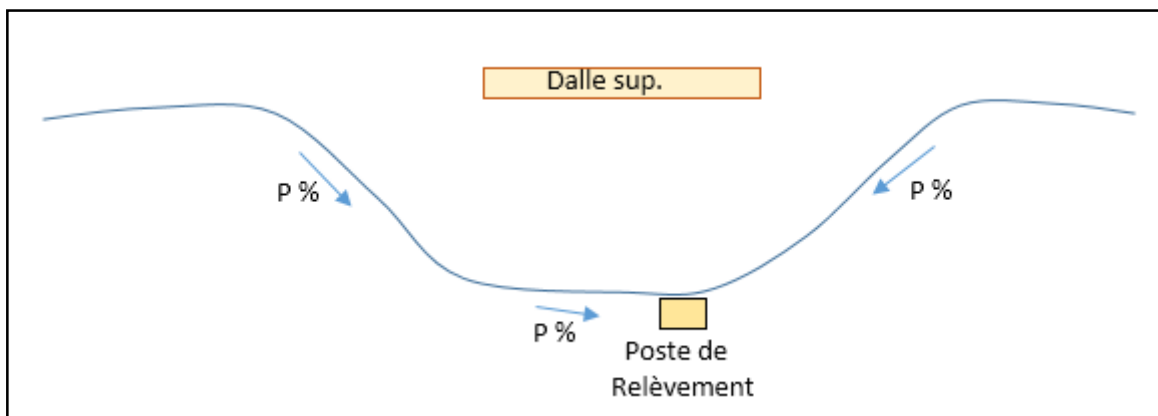 Dalle sup.
P %
P %
P %
Poste de
Relèvement